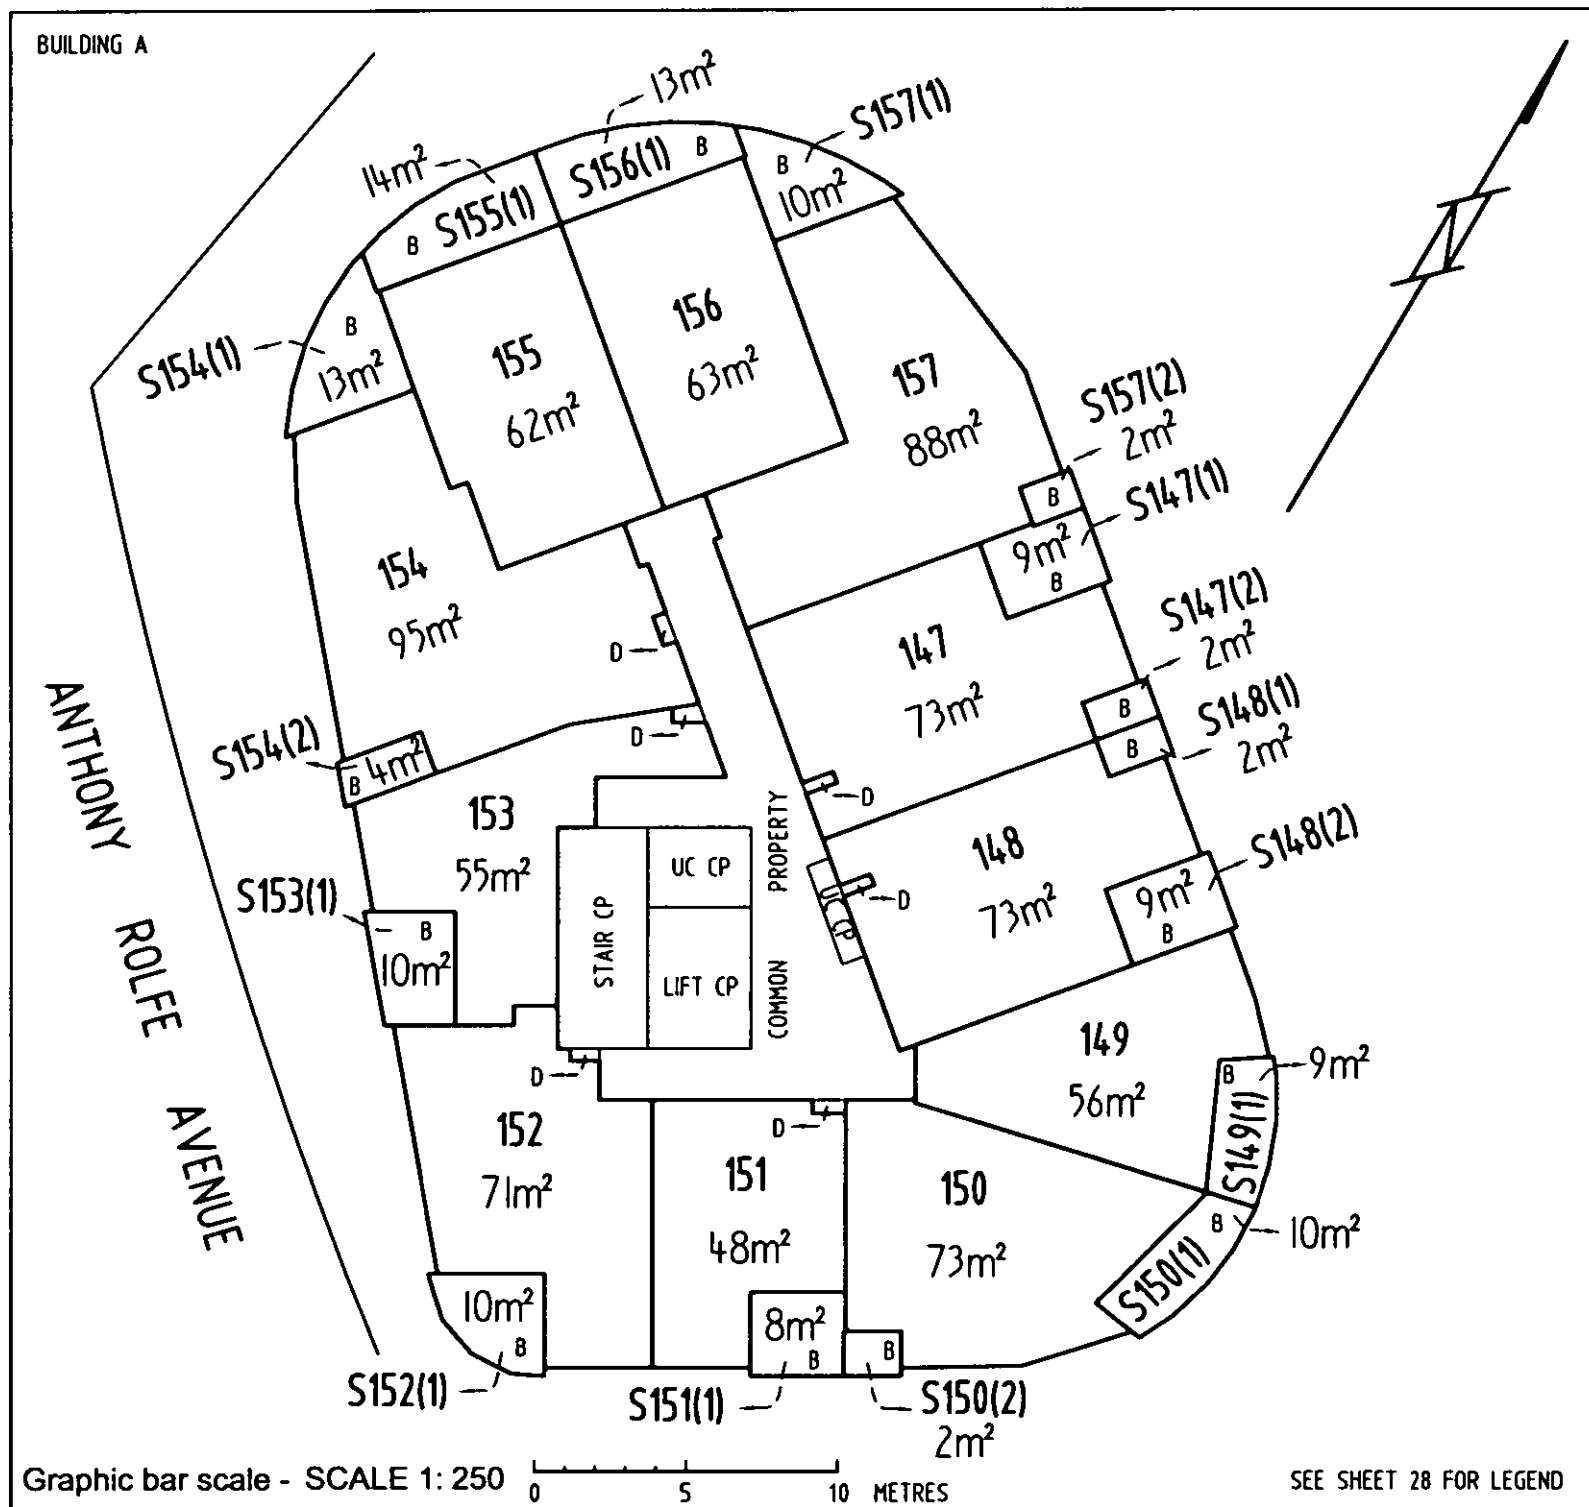 BUILDING A
13m²
S157(1)
14m²
S156(1)
B
B
10m²
S155(1)
B
S154(1)
B
13m²
156
63m²
155
62m²
157
88m²
S157(2)
2m²
B
S147(1)
9m²
B
154
95m²
D
S147(2)
2m²
147
73m²
B
S148(1)
2m²
B
D
S154(2)
4m²
B
D
153
55m²
148
73m²
S148(2)
9m²
B
D
UC CP
UC CP
STAIR CP
LIFT CP
COMMON PROPERTY
S153(1)
B
10m²
ANTHONY ROLFE AVENUE
149
56m²
B
9m²
S149(1)
D
D
152
71m²
151
48m²
150
73m²
B
10m²
S150(1)
10m²
B
S152(1)
8m²
B
S151(1)
B
S150(2)
2m²
Graphic bar scale - SCALE 1: 250
0 5 10 METRES
SEE SHEET 28 FOR LEGEND